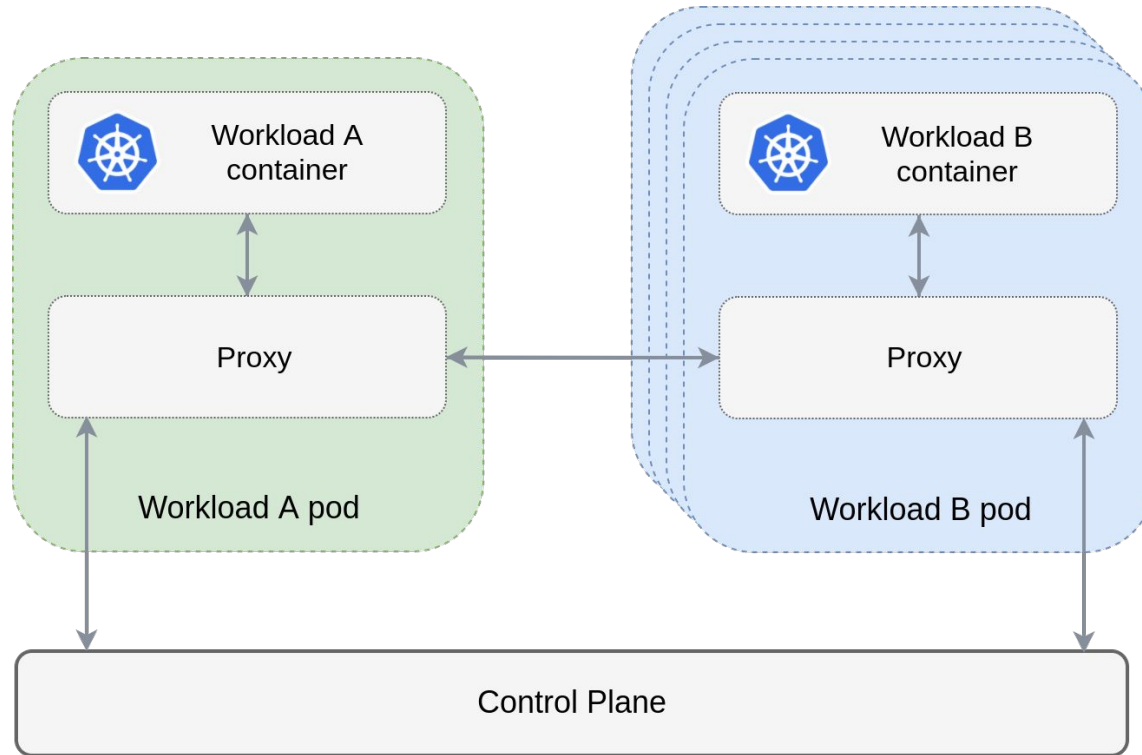 Workload A
container
Proxy
Workload A pod
Workload B
container
Proxy
Workload B pod
Control Plane